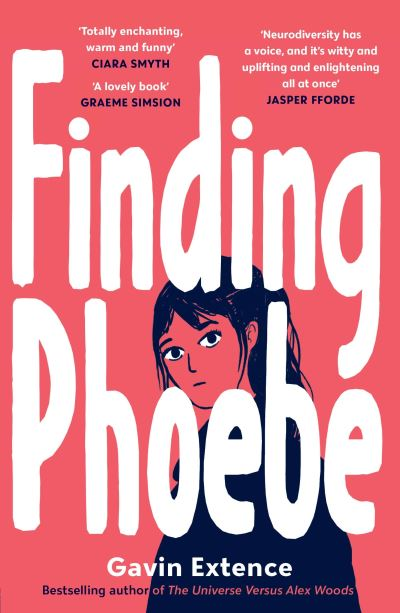 ‘Totally enchanting,
warm and funny’
CIARA SMYTH
‘A lovely book’
GRAEME SIMSION
‘Neurodiversity has
a voice, and it's witty and
uplifting and enlightening
all at once’
JASPER FFORDE
Finding
Phoebe
Gavin Extence
Bestselling author of The Universe Versus Alex Woods